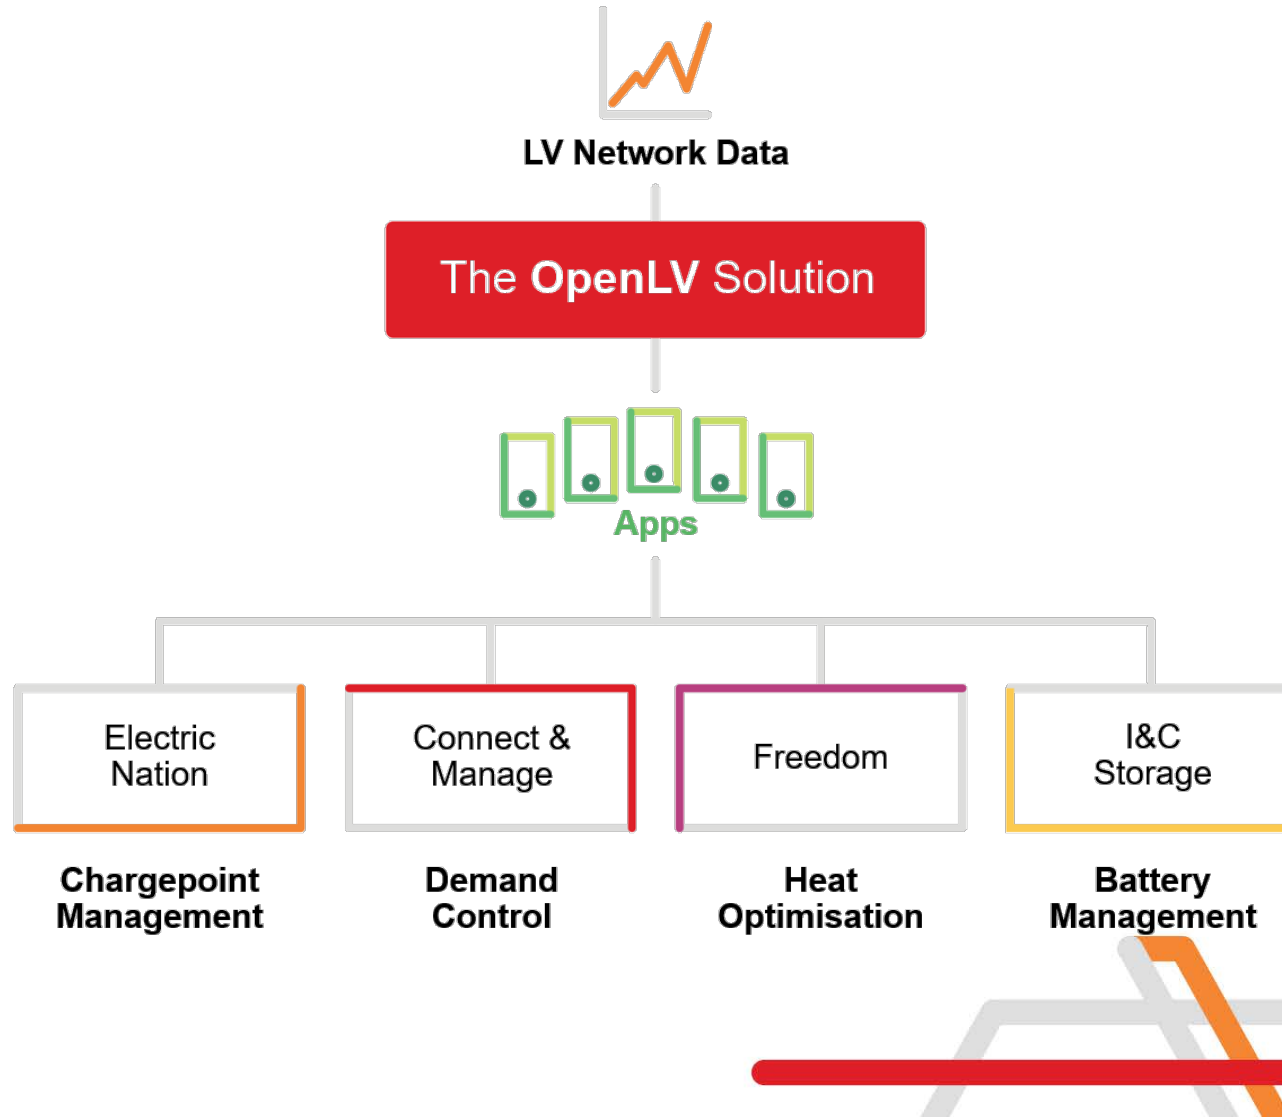 LV Network Data
The OpenLV Solution
Apps
Electric
Nation
Connect &
Manage
Freedom
I&C
Storage
Chargepoint
Management
Demand
Control
Heat
Optimisation
Battery
Management